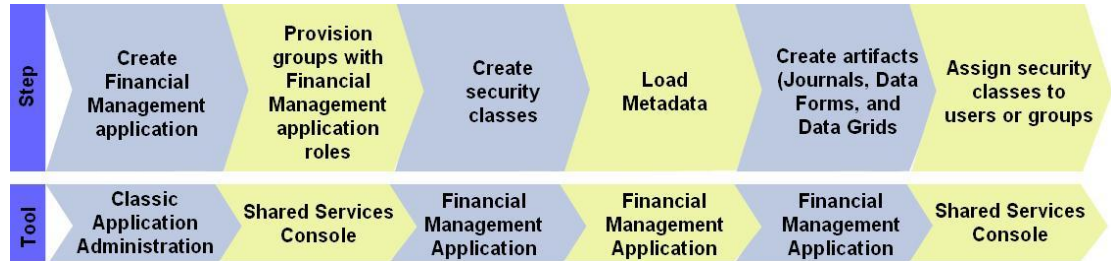 Step
Create
Financial
Management
application
Provision
groups with
Financial
Management
application
roles
Create
security
classes
Load
Metadata
Create artifacts
(Journals, Data
Forms, and
Data Grids
Assign security
classes to
users or groups
Tool
Classic
Application
Administration
Shared Services
Console
Financial
Management
Application
Financial
Management
Application
Financial
Management
Application
Shared Services
Console